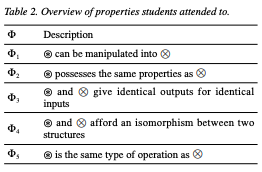 Table 2. Overview of properties students attended to.
Φ Description
Φ₁ ⊛ can be manipulated into ⊗
Φ₂ ⊛ possesses the same properties as ⊗
Φ₃ ⊛ and ⊗ give identical outputs for identical
inputs
Φ₄ ⊛ and ⊗ afford an isomorphism between two
structures
Φ₅ ⊛ is the same type of operation as ⊗